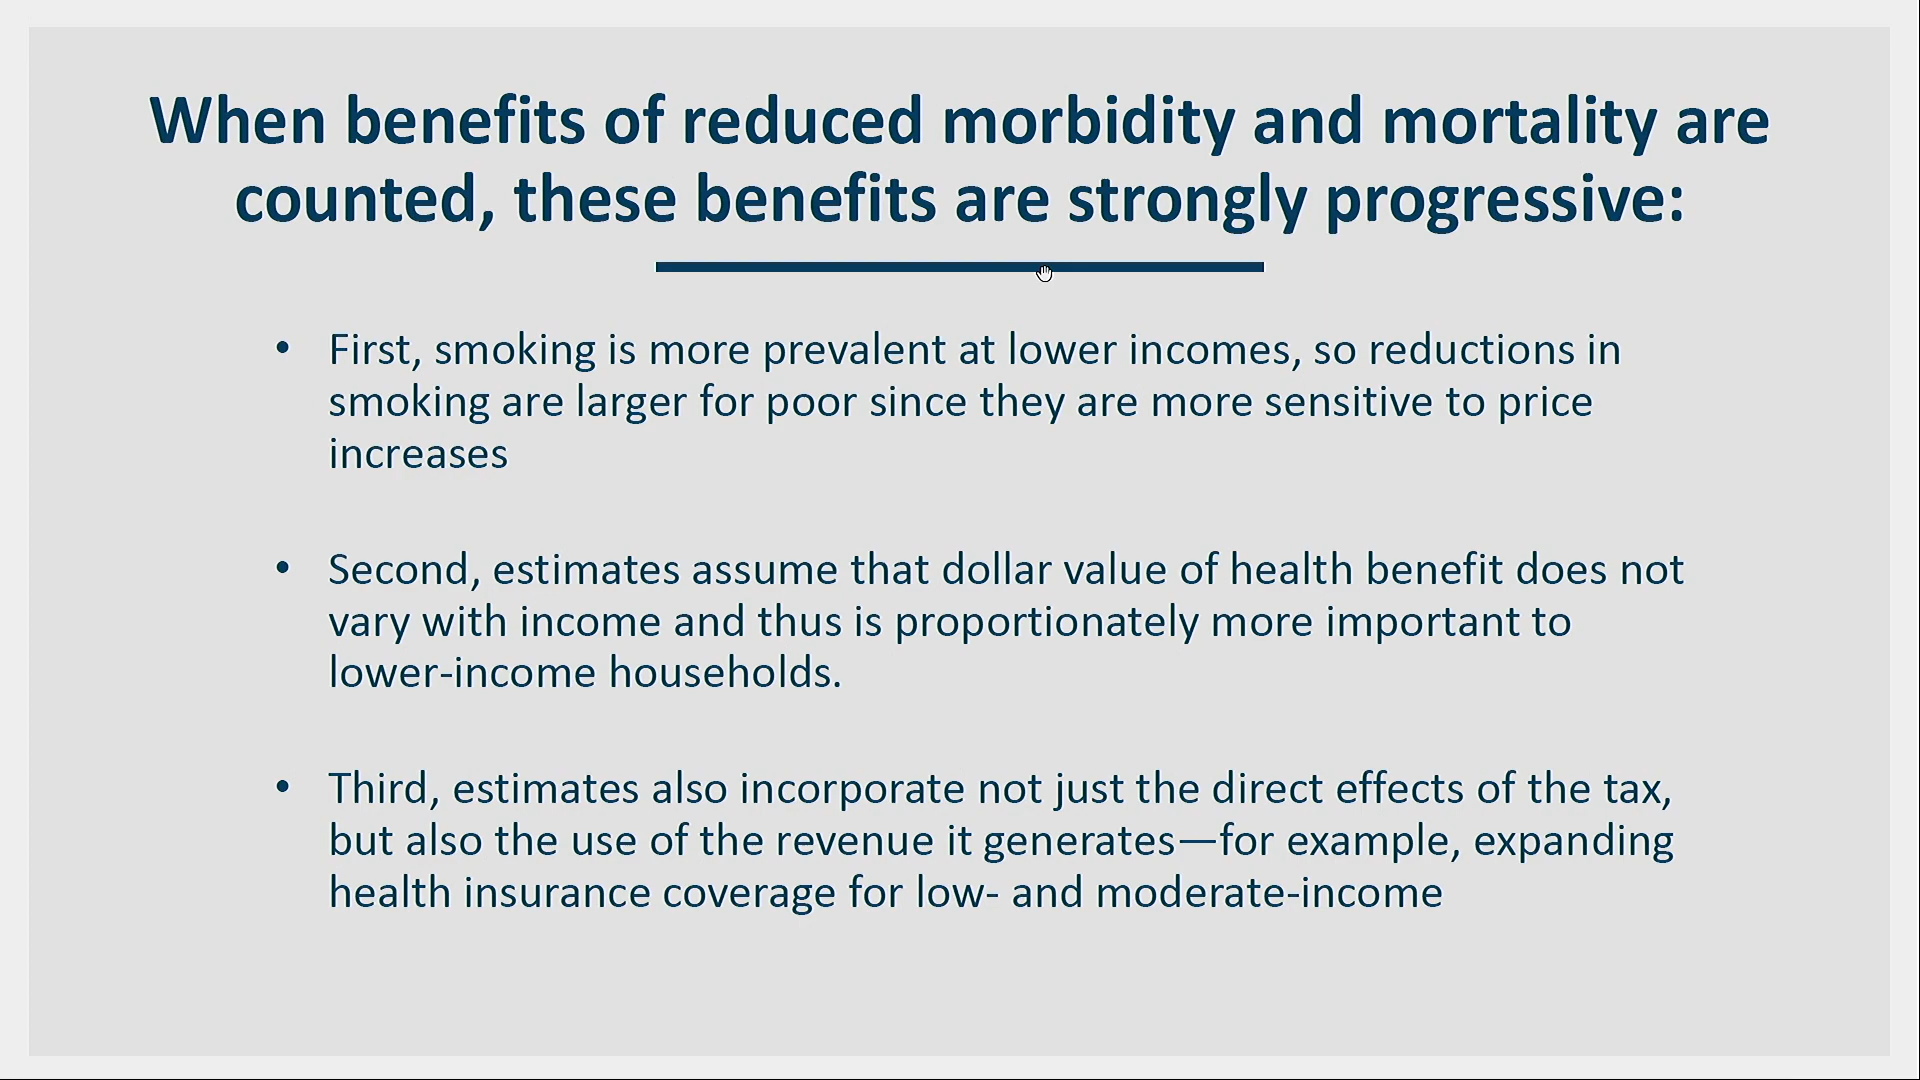 When benefits of reduced morbidity and mortality are
counted, these benefits are strongly progressive:
• First, smoking is more prevalent at lower incomes, so reductions in
smoking are larger for poor since they are more sensitive to price
increases
• Second, estimates assume that dollar value of health benefit does not
vary with income and thus is proportionately more important to
lower-income households.
• Third, estimates also incorporate not just the direct effects of the tax,
but also the use of the revenue it generates—for example, expanding
health insurance coverage for low- and moderate-income